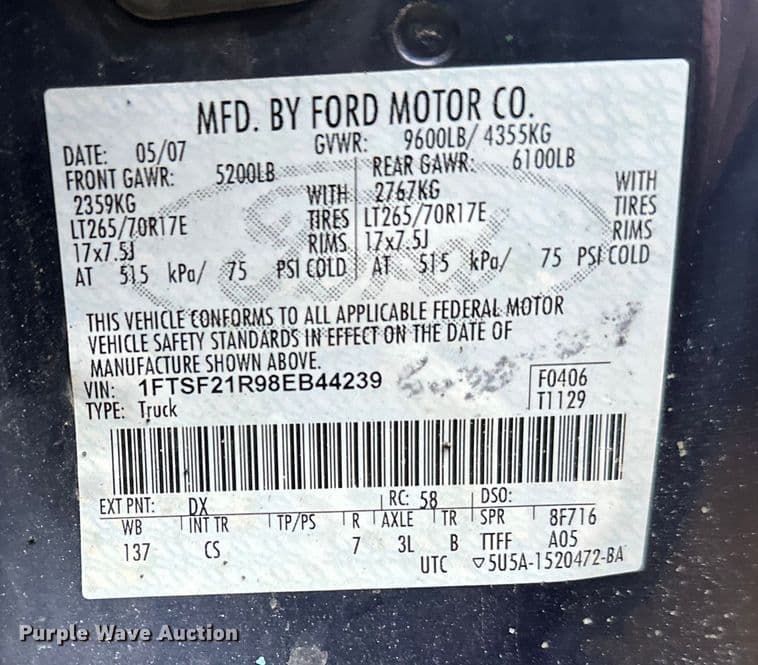 MFD. BY FORD MOTOR CO.
DATE: 05/07 GVWR: 9600LB/ 4355KG
FRONT GAWR: 5200LB REAR GAWR: 6100LB
2359KG WITH 2767KG WITH
LT265/70R17E TIRES LT265/70R17E TIRES
17x7.5J RIMS 17x7.5J RIMS
AT 515 kPa/ 75 PSI COLD AT 515 kPa/ 75 PSI COLD
THIS VEHICLE CONFORMS TO ALL APPLICABLE FEDERAL MOTOR
VEHICLE SAFETY STANDARDS IN EFFECT ON THE DATE OF
MANUFACTURE SHOWN ABOVE.
VIN: 1FTSF21R98EB44239 F0406
TYPE: Truck T1129
EXT PNT: DX RC: 58 DSO:
WB INT TR TP/PS R AXLE TR SPR 8F716
137 CS 7 3L B TTFF A05
UTC ▽5U5A-1520472-BA
Purple Wave Auction